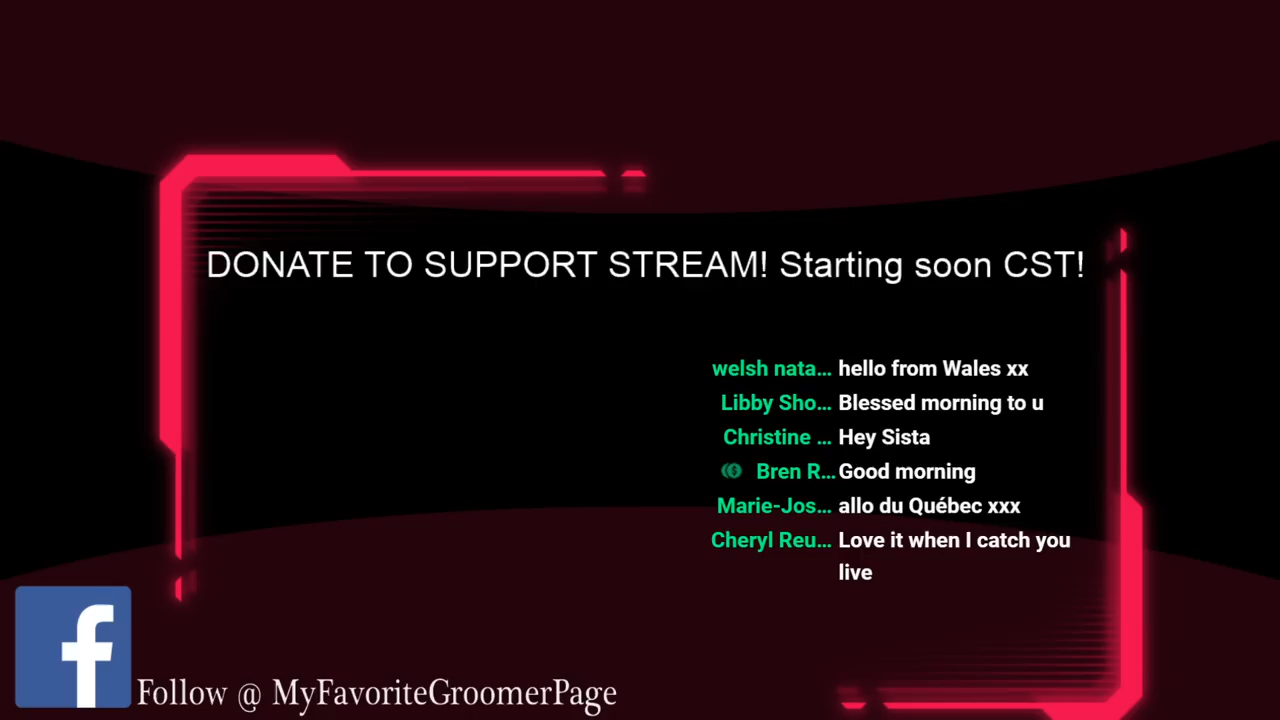 DONATE TO SUPPORT STREAM! Starting soon CST!
welsh nata... hello from Wales xx
Libby Sho... Blessed morning to u
Christine ... Hey Sista
Bren R... Good morning
Marie-Jos... allo du Québec xxx
Cheryl Reu... Love it when I catch you
live
f
Follow @ MyFavoriteGroomerPage